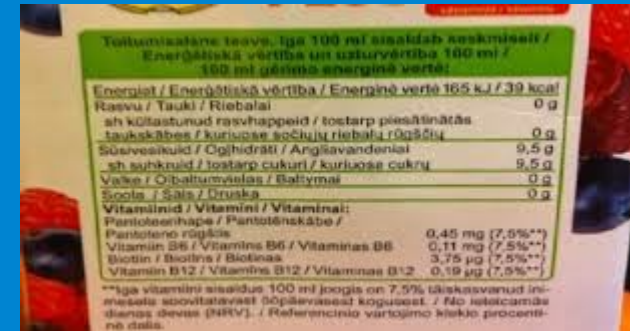 Toitumisalane teave. Iga 100 ml sisaldab keskmiselt /
Enerģētiskā vērtība un uzturvērtība 100 ml /
100 ml gėrimo energinė vertė:
Energiat / Enerģētiskā vērtība / Energinė vertė 165 kJ / 39 kcal
Rasvu / Tauki / Riebalai 0 g
sh küllastunud rasvhappeid / tostarp piesātinātās
taukskābes / kuriuose sočiųjų riebalų rūgščių 0 g
Süsivesikuid / Ogļhidrāti / Angliavandeniai 9,5 g
sh suhkruid / tostarp cukuri / kuriuose cukrų 9,5 g
Valke / Olbaltumvielas / Baltymai 0 g
Soola / Sāls / Druska 0 g
Vitamiinid / Vitamīni / Vitaminai:
Pantoteenhape / Pantotēnskābe /
Pantoteno rūgštis 0,45 mg (7,5%**)
Vitamiin B6 / Vitamīns B6 / Vitaminas B6 0,11 mg (7,5%**)
Biotiin / Biotīns / Biotinas 3,75 µg (7,5%**)
Vitamiin B12 / Vitamīns B12 / Vitaminas B12 0,19 µg (7,5%**)
**Iga vitamiini sisaldus 100 ml joogis on 7,5% täiskasvanud ini-
mesele soovitatavast ööpäevasest kogusest. / No ieteicamās
dienas devas (NRV). / Referencinio vartojimo kiekio procenti-
nė dalis.